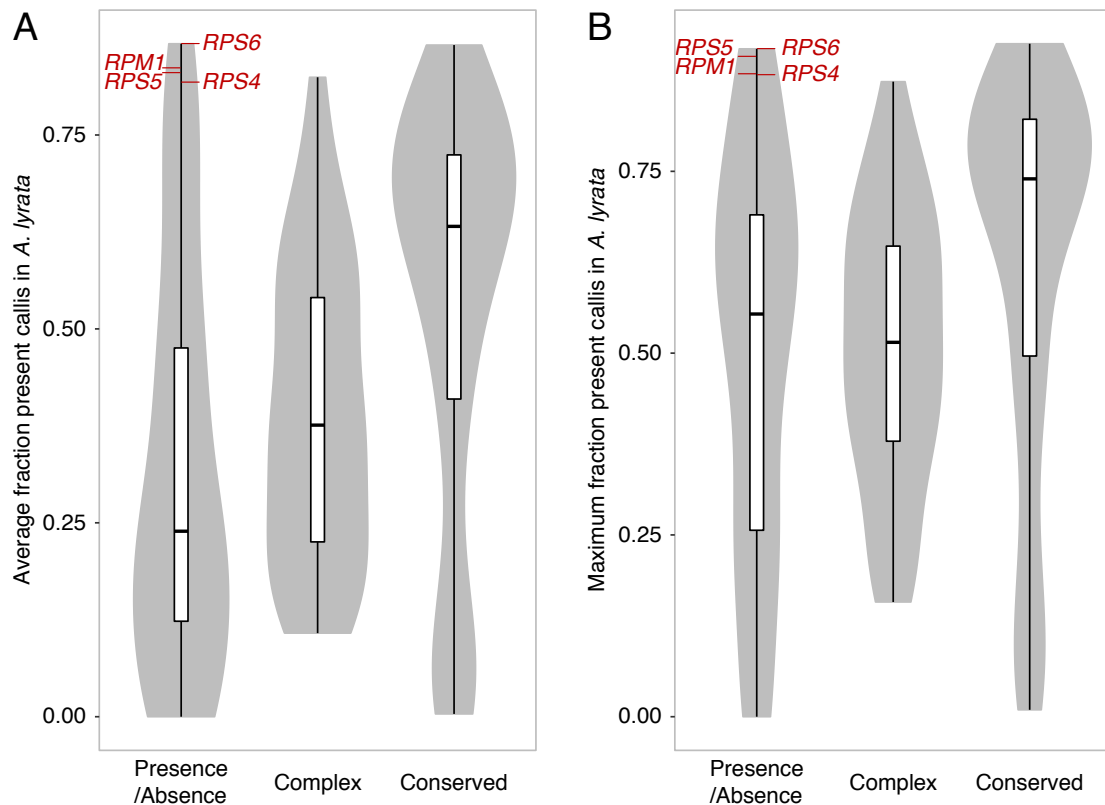 A
Average fraction present callis in A. lyrata
0.75
0.50
0.25
0.00
RPS6
RPM1
RPS5
RPS4
Presence
/Absence
Complex
Conserved
B
Maximum fraction present callis in A. lyrata
0.75
0.50
0.25
0.00
RPS5
RPS6
RPM1
RPS4
Presence
/Absence
Complex
Conserved